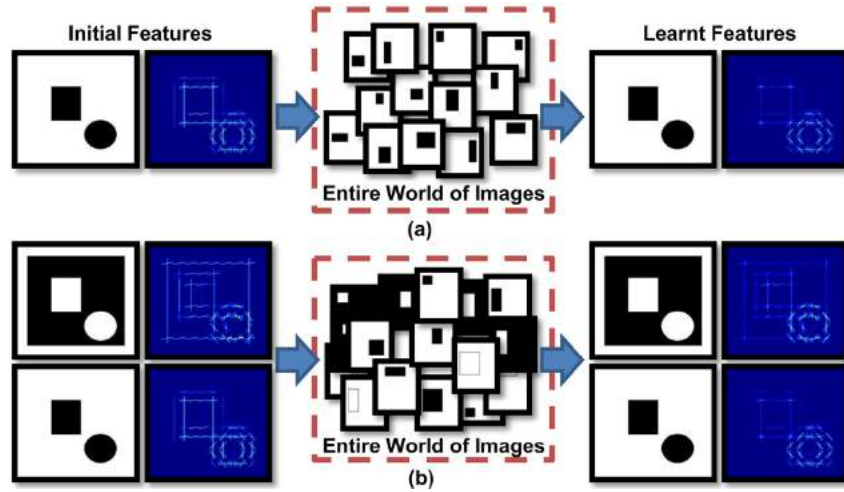 Initial Features
Learnt Features
Entire World of Images
(a)
Entire World of Images
(b)